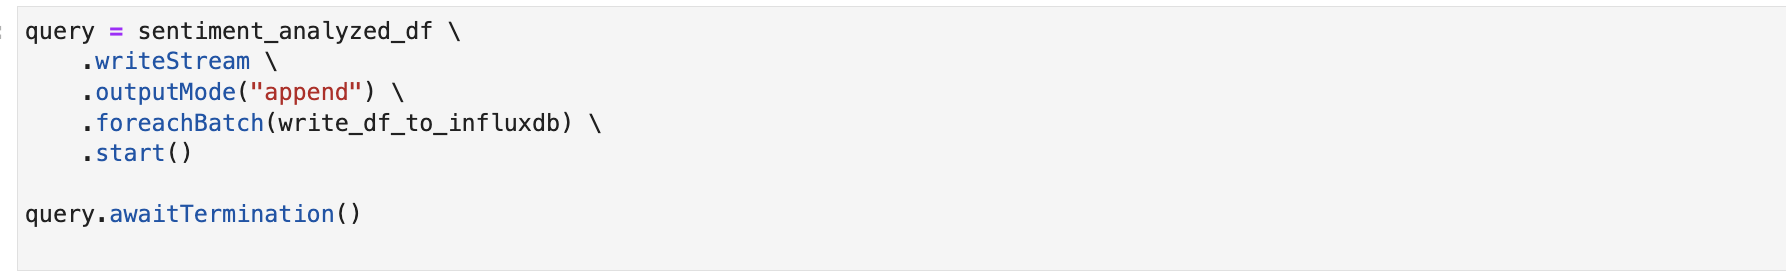 query = sentiment_analyzed_df \
    .writeStream \
    .outputMode("append") \
    .foreachBatch(write_df_to_influxdb) \
    .start()

query.awaitTermination()